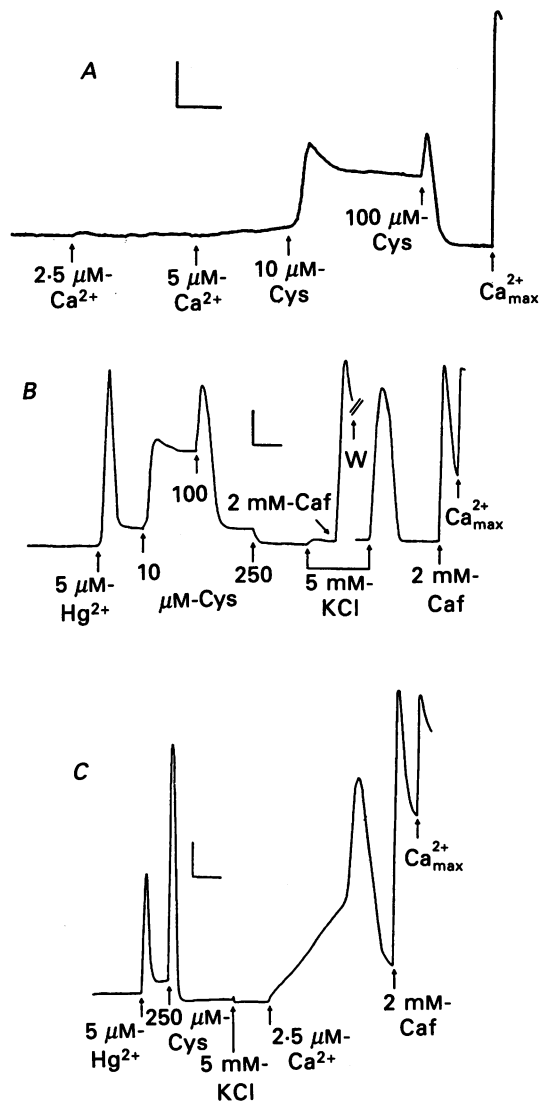 A
2·5 μM-
Ca2+
5 μM-
Ca2+
10 μM-
Cys
100 μM-
Cys
Ca2+max
B
5 μM-
Hg2+
10
μM-Cys
100
250
2 mM-Caf
W
5 mM-
KCl
2 mM-
Caf
Ca2+max
C
5 μM-
Hg2+
250 μM-
Cys
5 mM-
KCl
2·5 μM-
Ca2+
2 mM-
Caf
Ca2+max